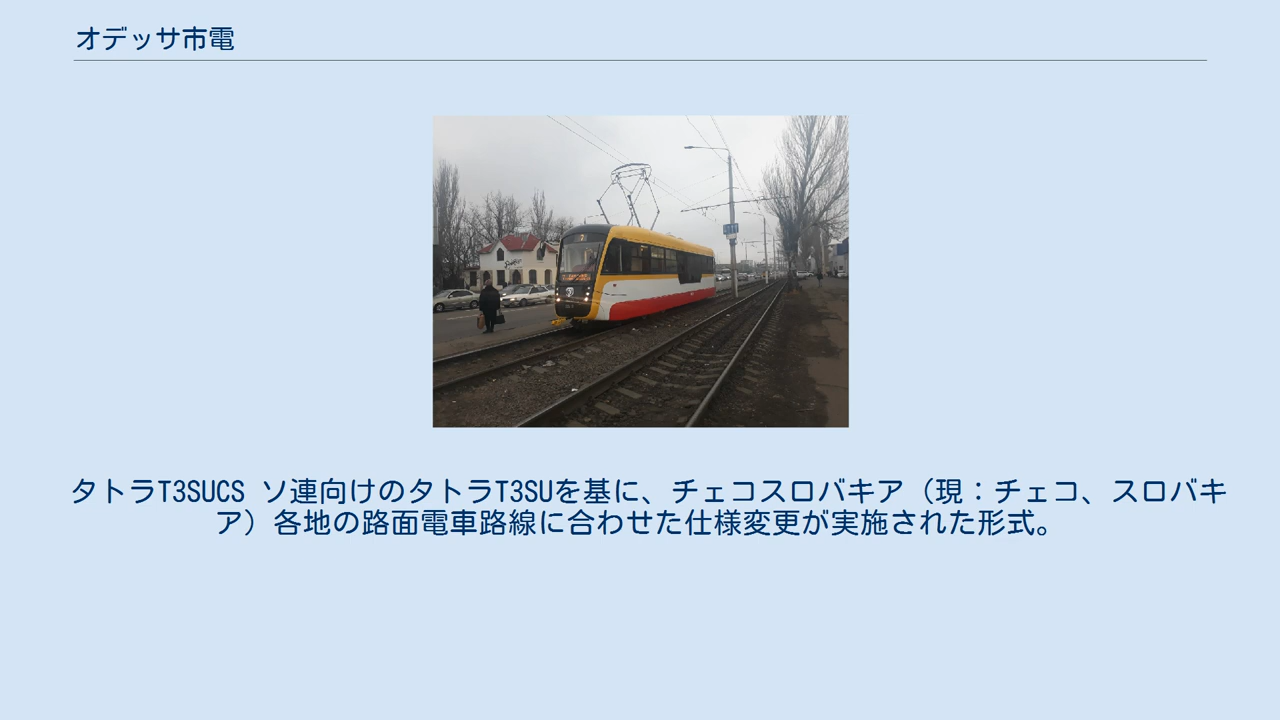 オデッサ市電
タトラT3SUCS ソ連向けのタトラT3SUを基に、チェコスロバキア（現：チェコ、スロバキ
ア）各地の路面電車路線に合わせた仕様変更が実施された形式。